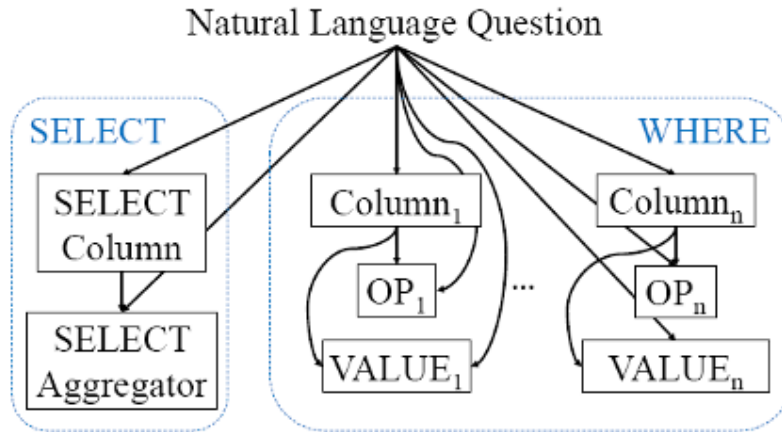 Natural Language Question
SELECT
WHERE
SELECT
Column
Column₁
Columnₙ
OP₁
...
OPₙ
SELECT
Aggregator
VALUE₁
VALUEₙ